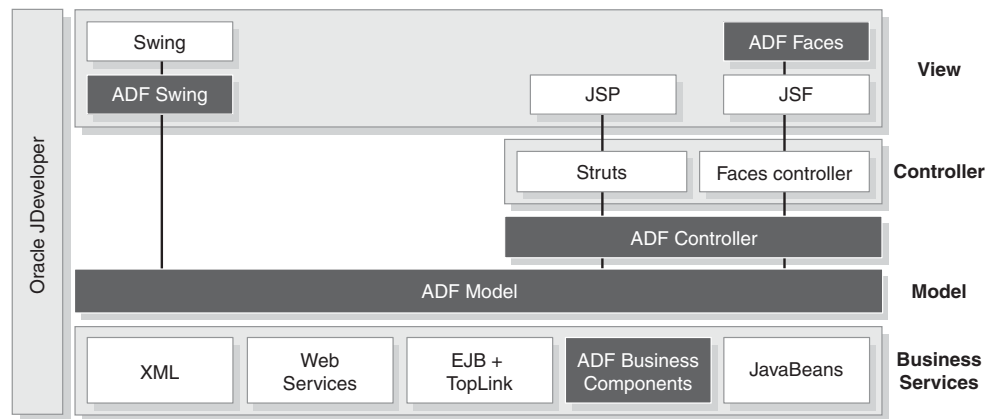 Oracle JDeveloper
Swing
ADF Faces
View
ADF Swing
JSP
JSF
Struts
Faces controller
Controller
ADF Controller
ADF Model
Model
XML
Web
Services
EJB +
TopLink
ADF Business
Components
JavaBeans
Business
Services